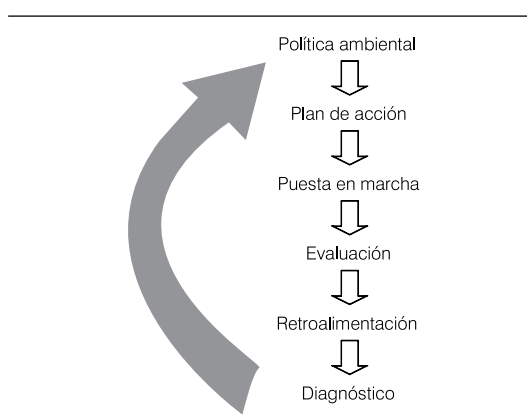 Política ambiental
Plan de acción
Puesta en marcha
Evaluación
Retroalimentación
Diagnóstico